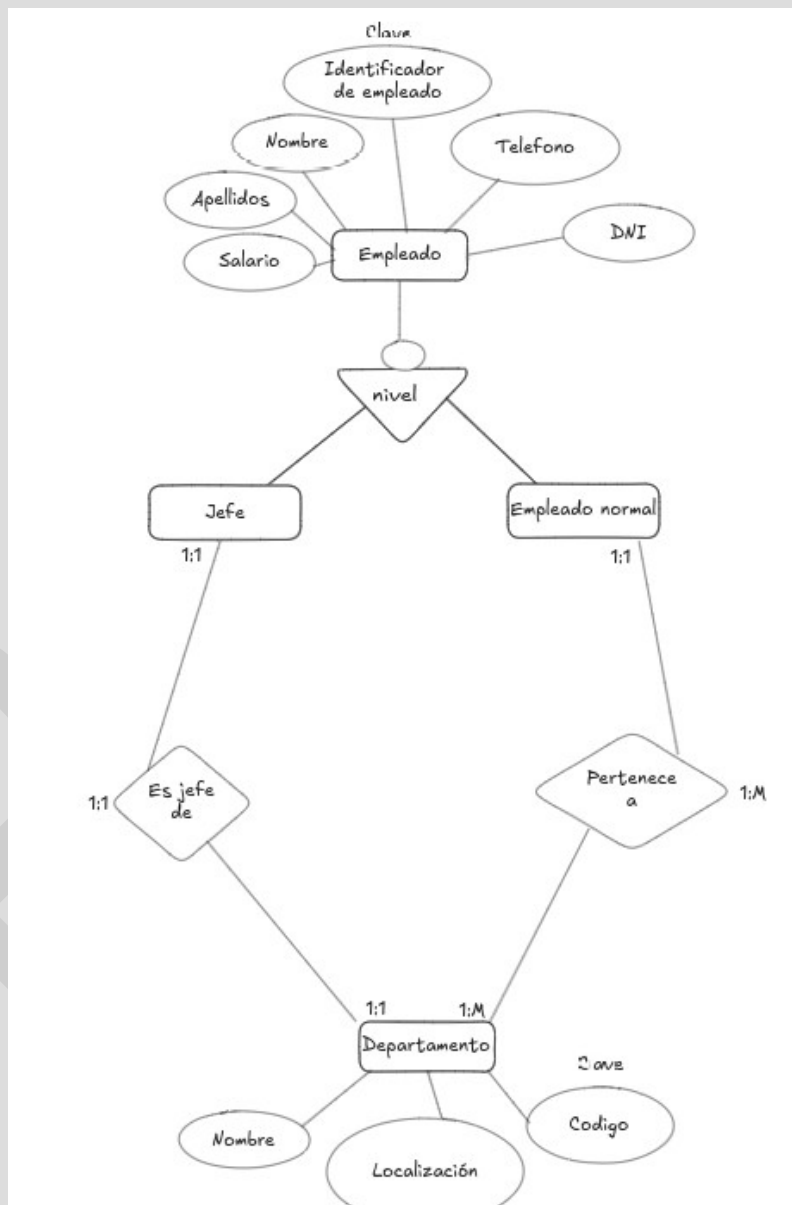 Clave
Identificador
de empleado
Nombre
Telefono
Apellidos
DNI
Salario
Empleado
nivel
Jefe
Empleado normal
1:1
1:1
Es jefe
de
1:1
Pertenece
a
1:M
1:1
1:M
Departamento
Clave
Nombre
Codigo
Localización